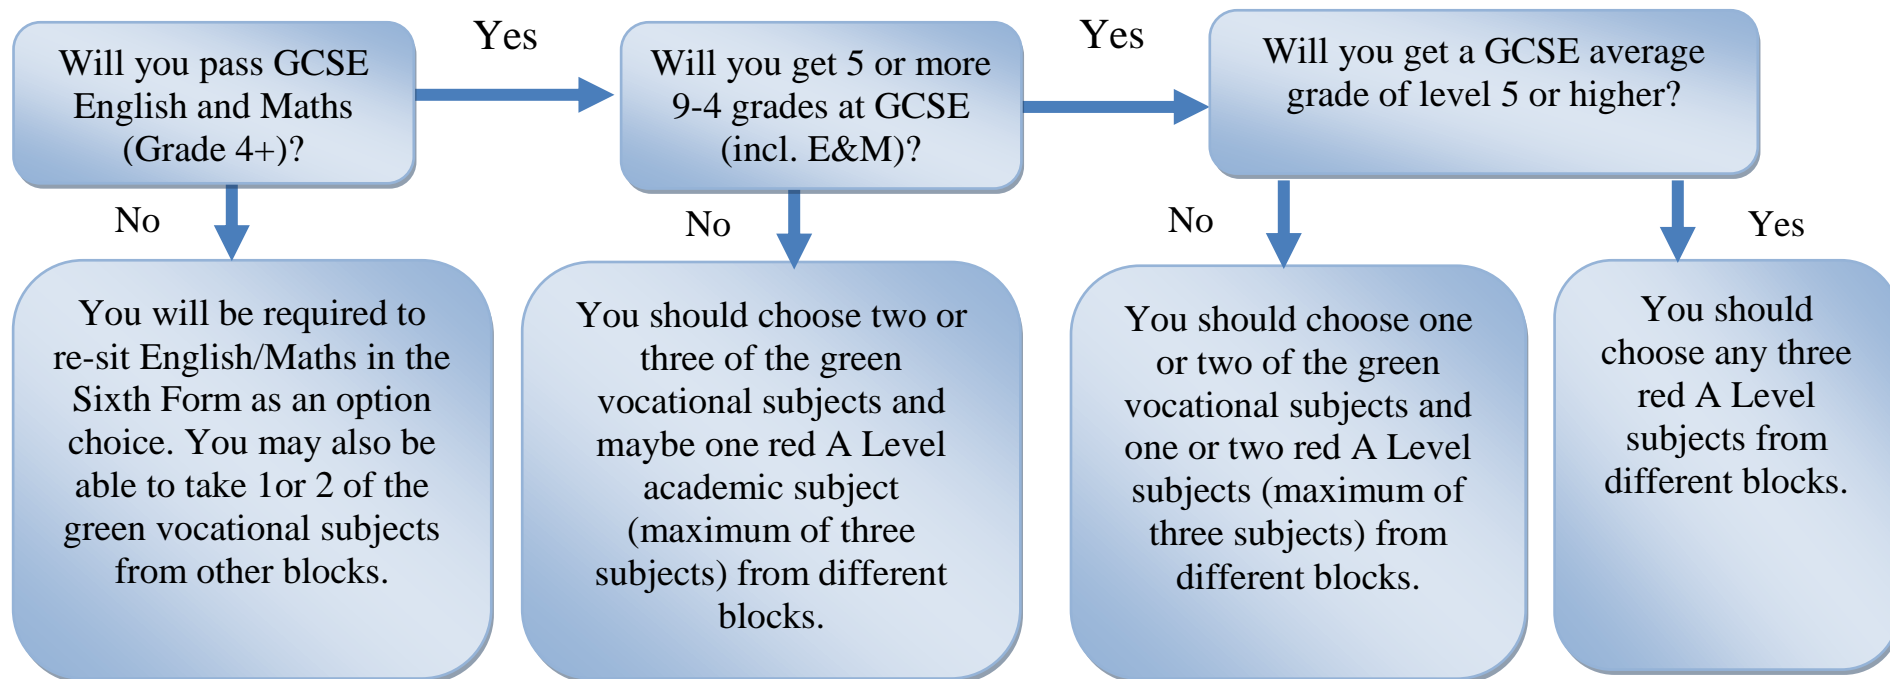 Will you pass GCSE
English and Maths
(Grade 4+)?
Yes
Will you get 5 or more
9-4 grades at GCSE
(incl. E&M)?
Yes
Will you get a GCSE average
grade of level 5 or higher?
No
No
No
Yes
You will be required to
re-sit English/Maths in the
Sixth Form as an option
choice. You may also be
able to take 1or 2 of the
green vocational subjects
from other blocks.
You should choose two or
three of the green
vocational subjects and
maybe one red A Level
academic subject
(maximum of three
subjects) from different
blocks.
You should choose one
or two of the green
vocational subjects and
one or two red A Level
subjects (maximum of
three subjects) from
different blocks.
You should
choose any three
red A Level
subjects from
different blocks.